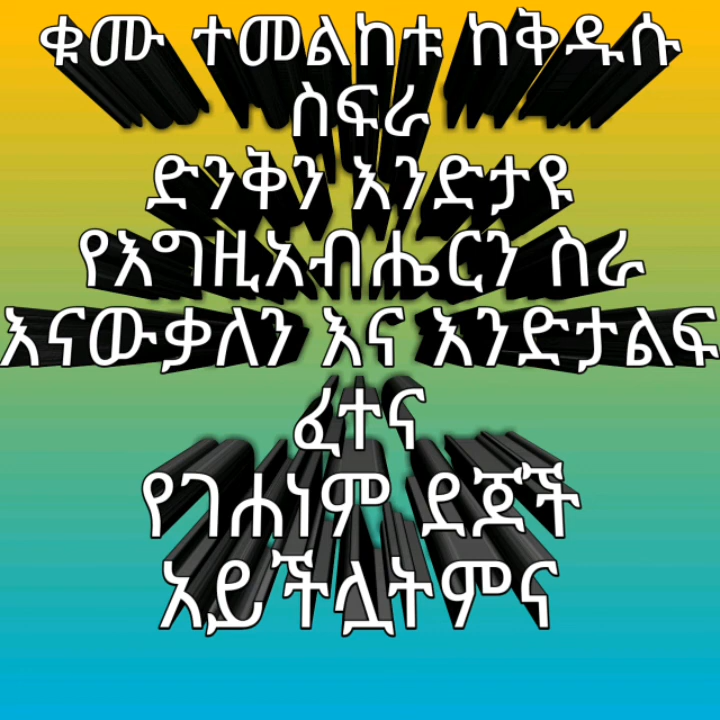 ቁሙ ተመልከቱ ከቅዱሱ
ስፍራ
ድንቅን እንድታዩ
የእግዚአብሔርን ስራ
እናውቃለን እና እንድታልፍ
ፈተና
የገሐነም ደጆች
አይችሏትምና